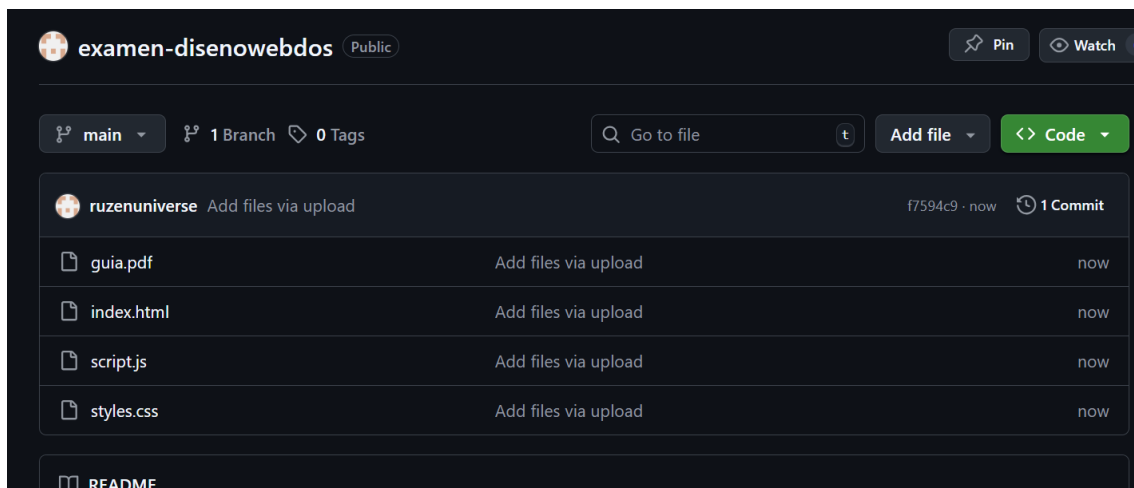 examen-disenowebdos Public Pin Watch
main 1 Branch 0 Tags Go to file t Add file Code
ruzenuniverse Add files via upload f7594c9 · now 1 Commit
guia.pdf Add files via upload now
index.html Add files via upload now
script.js Add files via upload now
styles.css Add files via upload now
README